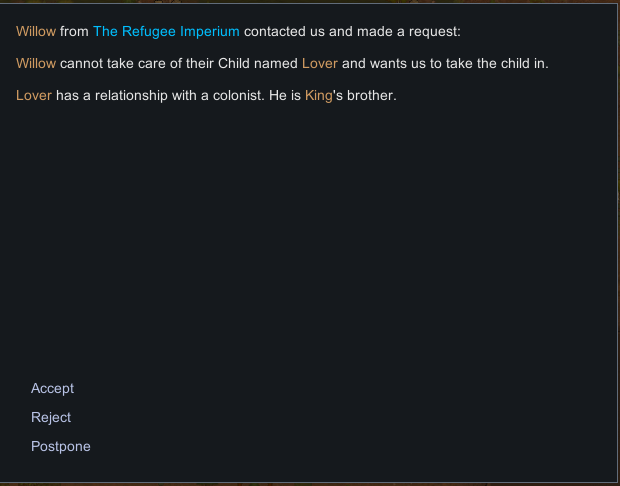 Willow from The Refugee Imperium contacted us and made a request:
Willow cannot take care of their Child named Lover and wants us to take the child in.
Lover has a relationship with a colonist. He is King's brother.
Accept
Reject
Postpone